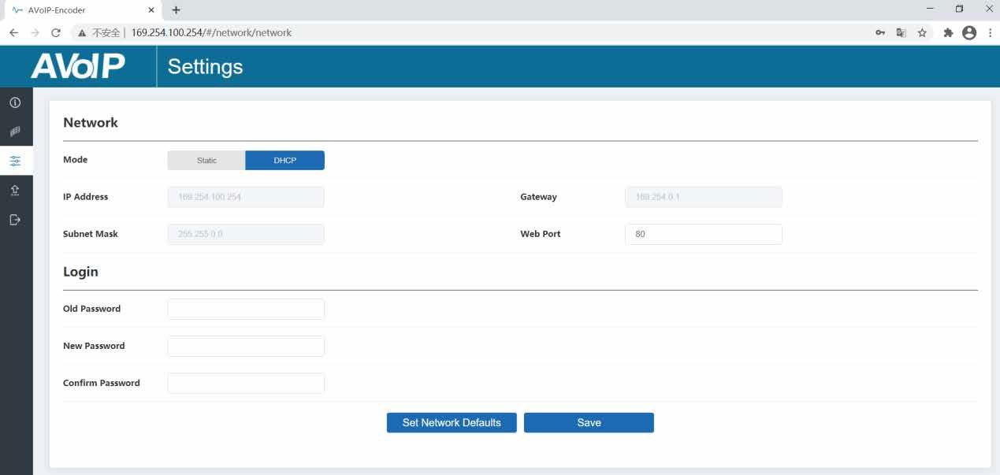 AVoIP-Encoder
不安全 | 169.254.100.254/#/network/network
AVoIP Settings
Network
Mode Static DHCP
IP Address 169.254.100.254 Gateway 169.254.0.1
Subnet Mask 255.255.0.0 Web Port 80
Login
Old Password
New Password
Confirm Password
Set Network Defaults Save